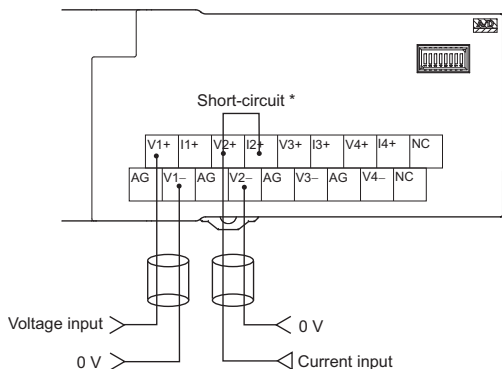 A/D
Short-circuit *
V1+ I1+ V2+ I2+ V3+ I3+ V4+ I4+ NC
AG V1– AG V2– AG V3– AG V4– NC
Voltage input 0 V
0 V Current input